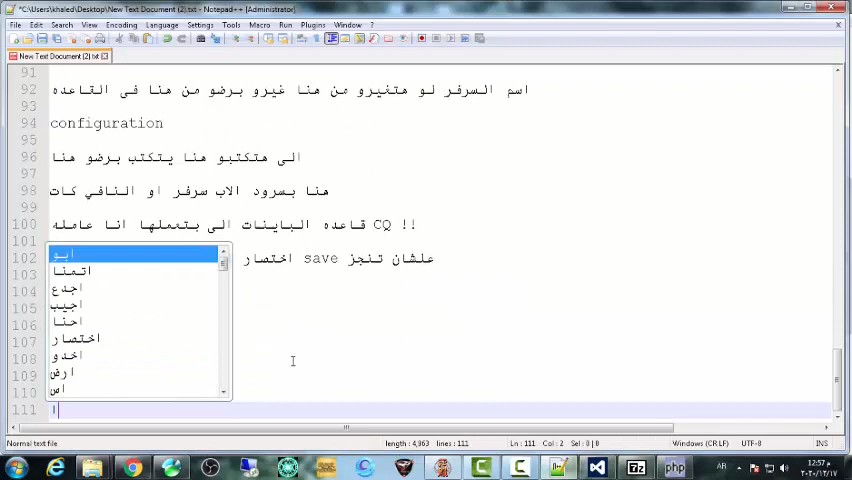 *C:\Users\khaled\Desktop\New Text Document (2).txt - Notepad++ [Administrator]
File Edit Search View Encoding Language Settings Tools Macro Run Plugins Window ?
New Text Document (2).txt
91
92 اسم السرفر لو هتغيرو من هنا غيرو برضو من هنا فى القاعده
93
94 configuration
95
96 الى هتكتبو هنا يتكتب برضو هنا
97
98 هنا بسرود الاب سرفر او النافي كات
99
100 قاعده الباينات الى بتعملها انا عامله CQ !!
101
102 علشان تنجز save اختصار
103
104
105
106
107
108
109
110
111 ا
ابو
اتمنا
اجدع
اجيب
احنا
اختصار
اخدو
ارض
اس
Normal text file length : 4,963 lines : 111 Ln : 111 Col : 2 Sel : 0 | 0 Windows (CR LF) UTF-8 INS
AR ١٢:٥٧ م
٢٠٢٠/١٢/١٧